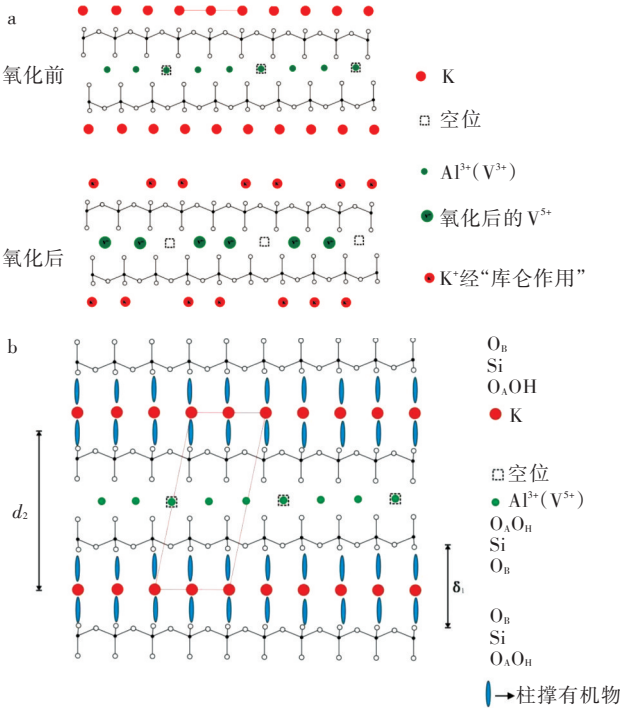 a
氧化前
K
空位
Al³⁺(V³⁺)
氧化后的V⁵⁺
氧化后
K⁺经“库仑作用”
b
O_B
Si
O_AOH
K
空位
Al³⁺(V⁵⁺)
O_AO_H
Si
O_B
d₂
δ₁
O_B
Si
O_AO_H
柱撑有机物